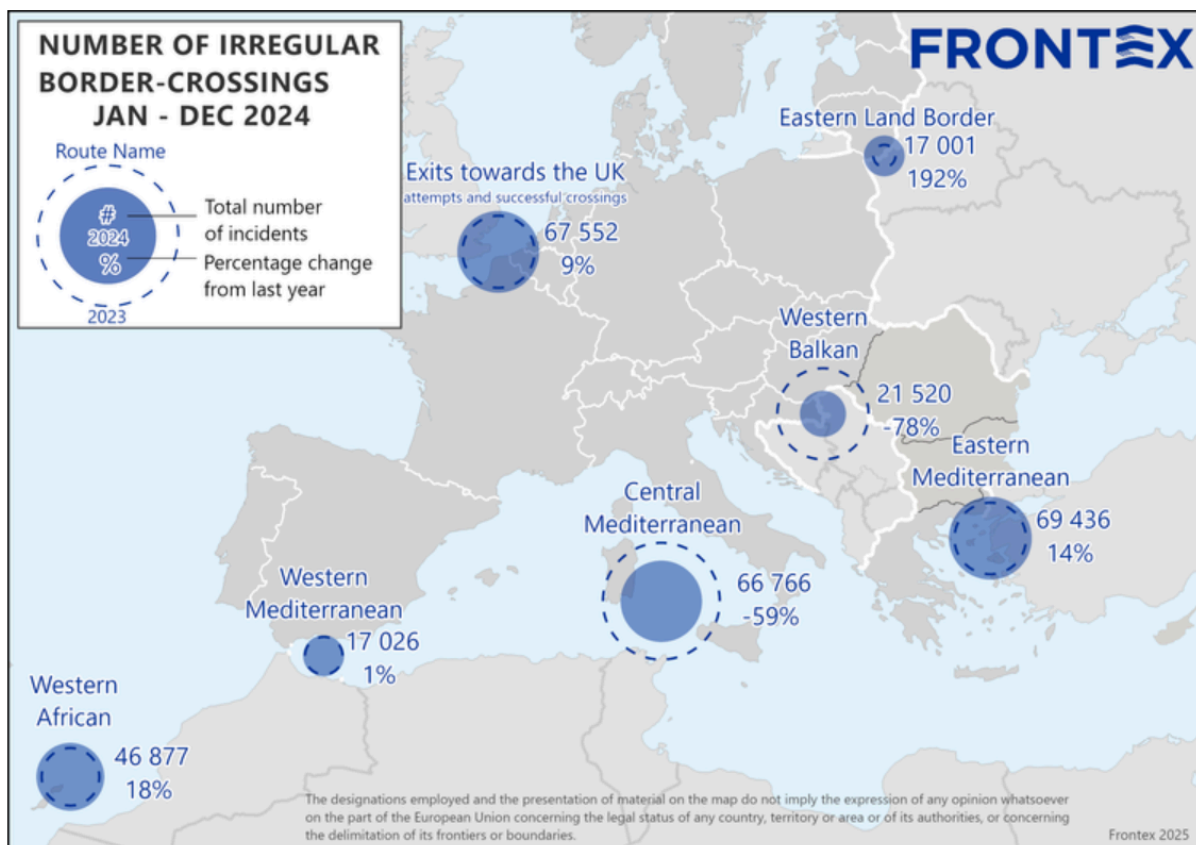 NUMBER OF IRREGULAR
BORDER-CROSSINGS
JAN - DEC 2024
Route Name
#
2024
%
Total number
of incidents
Percentage change
from last year
2023
FRONTEX
Eastern Land Border
17 001
192%
Exits towards the UK
attempts and successful crossings
67 552
9%
Western
Balkan
21 520
-78%
Eastern
Mediterranean
69 436
14%
Central
Mediterranean
66 766
-59%
Western
Mediterranean
17 026
1%
Western
African
46 877
18%
The designations employed and the presentation of material on the map do not imply the expression of any opinion whatsoever
on the part of the European Union concerning the legal status of any country, territory or area or of its authorities, or concerning
the delimitation of its frontiers or boundaries.
Frontex 2025